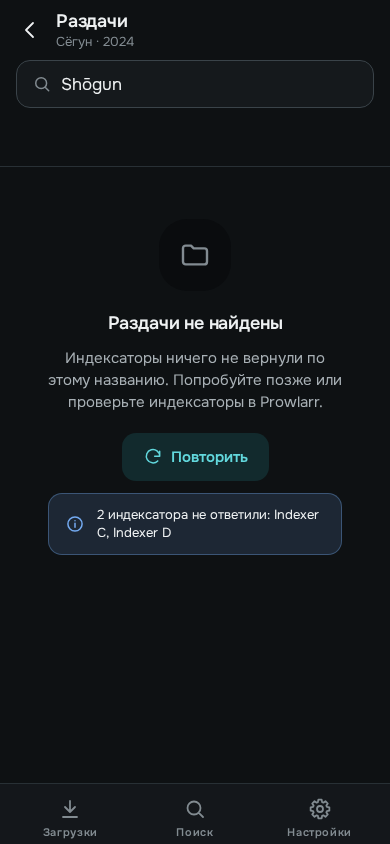 Раздачи
Сёгун · 2024
Shōgun
Раздачи не найдены
Индексаторы ничего не вернули по
этому названию. Попробуйте позже или
проверьте индексаторы в Prowlarr.
Повторить
2 индексатора не ответили: Indexer
C, Indexer D
Загрузки
Поиск
Настройки